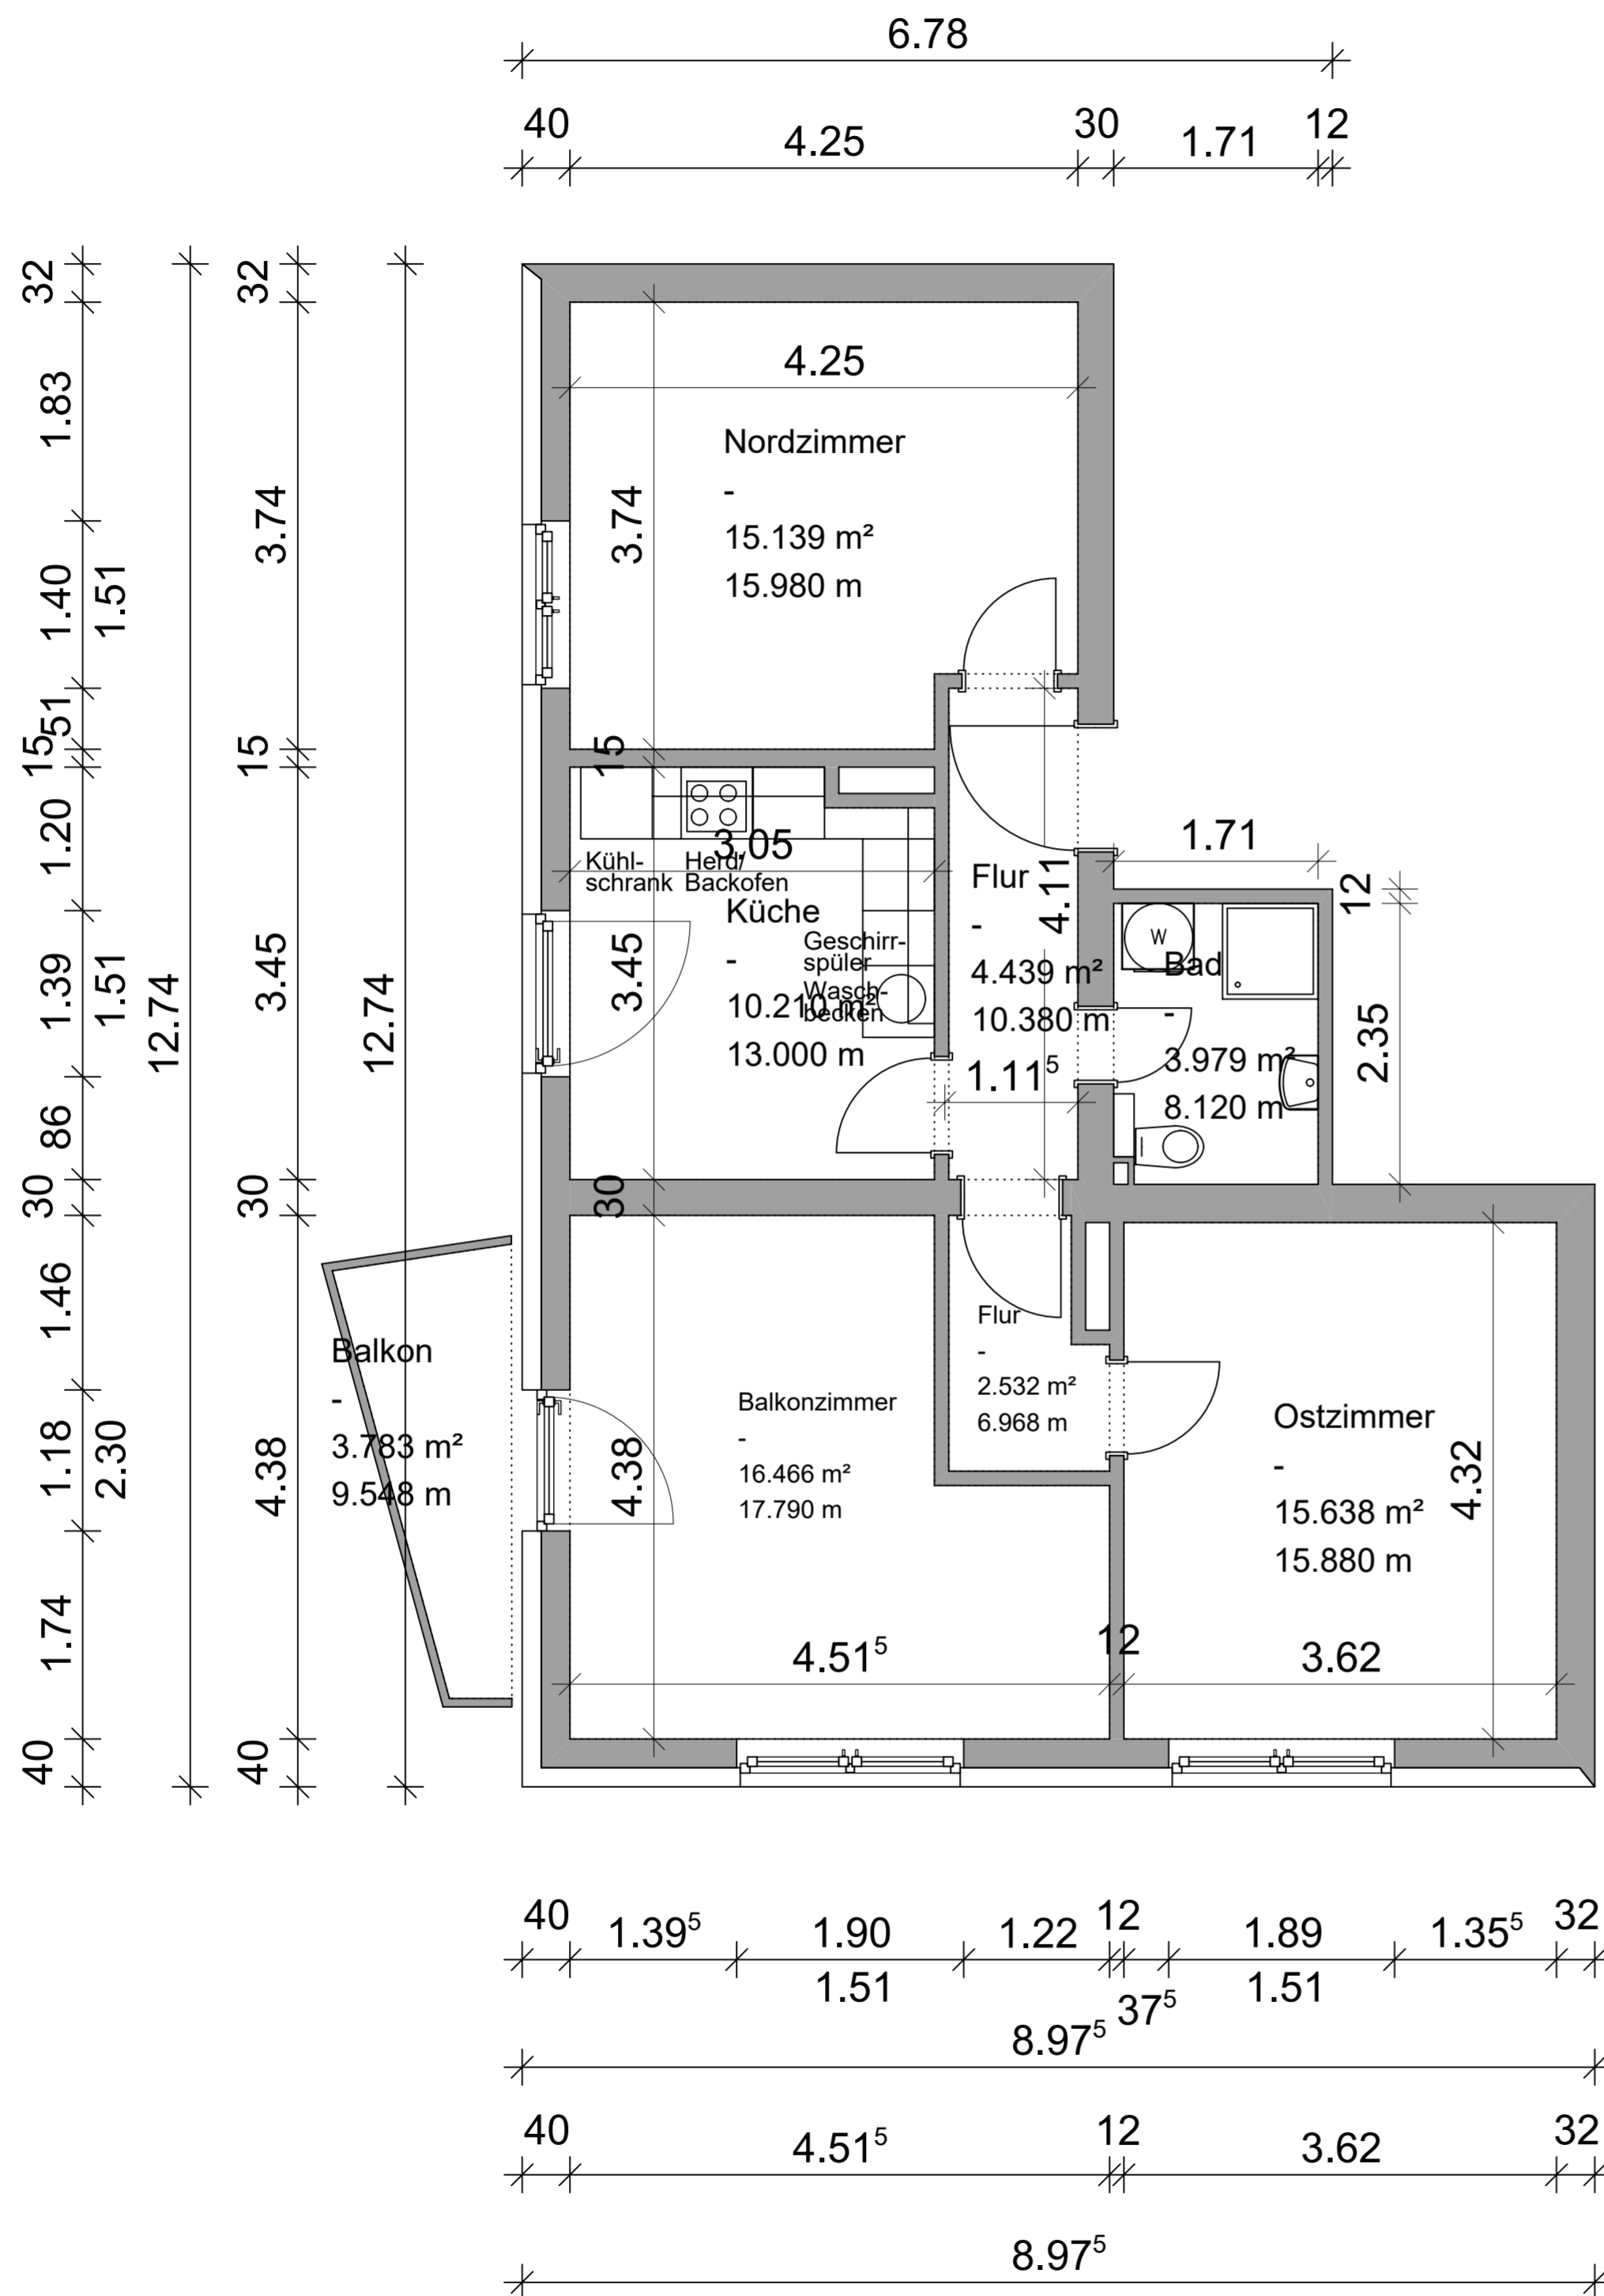 6.78
40 4.25 30 1.71 12
32 1.83 1.40 51 15 1.20 1.39 86 30 1.46 1.18 1.74 40
1.51 1.51 2.30
12.74
32 3.74 15 3.45 30 4.38 40
12.74
4.25
3.74
Nordzimmer
-
15.139 m²
15.980 m
15
3.05
Kühl-
schrank
Herd/
Backofen
Küche
-
10.210 m²
13.000 m
3.45
Geschirr-
spüler
Wasch-
becken
Flur
-
4.439 m²
10.380 m
4.11
1.11⁵
1.71
12
W
Bad
-
3.979 m²
8.120 m
2.35
30
Balkon
-
3.783 m²
9.548 m
4.38
Balkonzimmer
-
16.466 m²
17.790 m
Flur
-
2.532 m²
6.968 m
Ostzimmer
-
15.638 m²
15.880 m
4.32
4.51⁵ 12 3.62
40 1.39⁵ 1.90 1.22 12 1.89 1.35⁵ 32
1.51 37⁵ 1.51
8.97⁵
40 4.51⁵ 12 3.62 32
8.97⁵